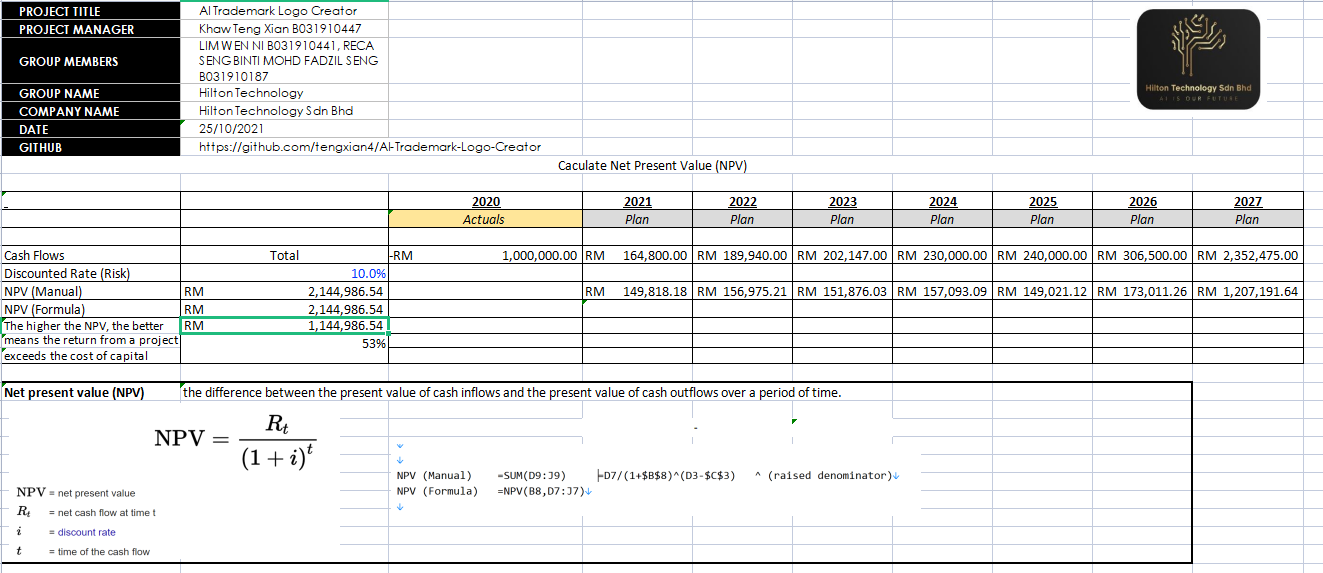 PROJECT TITLE AI Trademark Logo Creator
PROJECT MANAGER Khaw Teng Xian B031910447
GROUP MEMBERS LIM WEN NI B031910441, RECA SENG BINTI MOHD FADZIL SENG B031910187
GROUP NAME Hilton Technology
COMPANY NAME Hilton Technology Sdn Bhd
DATE 25/10/2021
GITHUB https://github.com/tengxian4/AI-Trademark-Logo-Creator
Hilton Technology Sdn Bhd
AI IS OUR FUTURE
Caculate Net Present Value (NPV)
- 2020 2021 2022 2023 2024 2025 2026 2027
Actuals Plan Plan Plan Plan Plan Plan Plan
Cash Flows Total -RM 1,000,000.00 RM 164,800.00 RM 189,940.00 RM 202,147.00 RM 230,000.00 RM 240,000.00 RM 306,500.00 RM 2,352,475.00
Discounted Rate (Risk) 10.0%
NPV (Manual) RM 2,144,986.54 RM 149,818.18 RM 156,975.21 RM 151,876.03 RM 157,093.09 RM 149,021.12 RM 173,011.26 RM 1,207,191.64
NPV (Formula) RM 2,144,986.54
The higher the NPV, the better RM 1,144,986.54
means the return from a project 53%
exceeds the cost of capital
Net present value (NPV) the difference between the present value of cash inflows and the present value of cash outflows over a period of time.
NPV = Rt / (1 + i)^t
-
NPV (Manual) =SUM(D9:J9) =D7/(1+$B$8)^(D3-$C$3) ^ (raised denominator)↓
NPV (Formula) =NPV(B8,D7:J7)↓
NPV = net present value
Rt = net cash flow at time t
i = discount rate
t = time of the cash flow